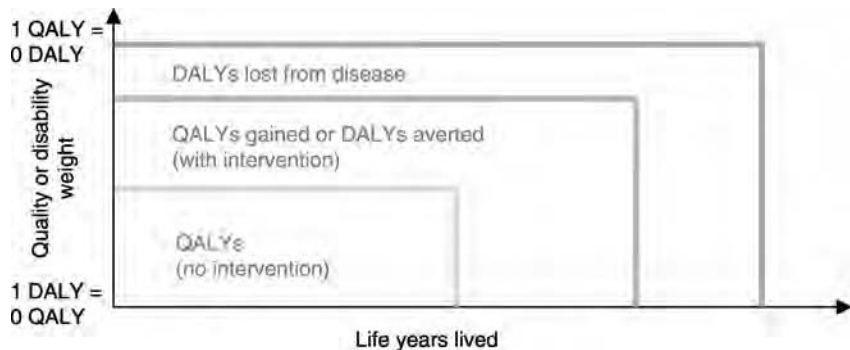 1 QALY =
0 DALY
DALYs lost from disease
QALYs gained or DALYs averted
(with intervention)
Quality or disability
weight
QALYs
(no intervention)
1 DALY =
0 QALY
Life years lived